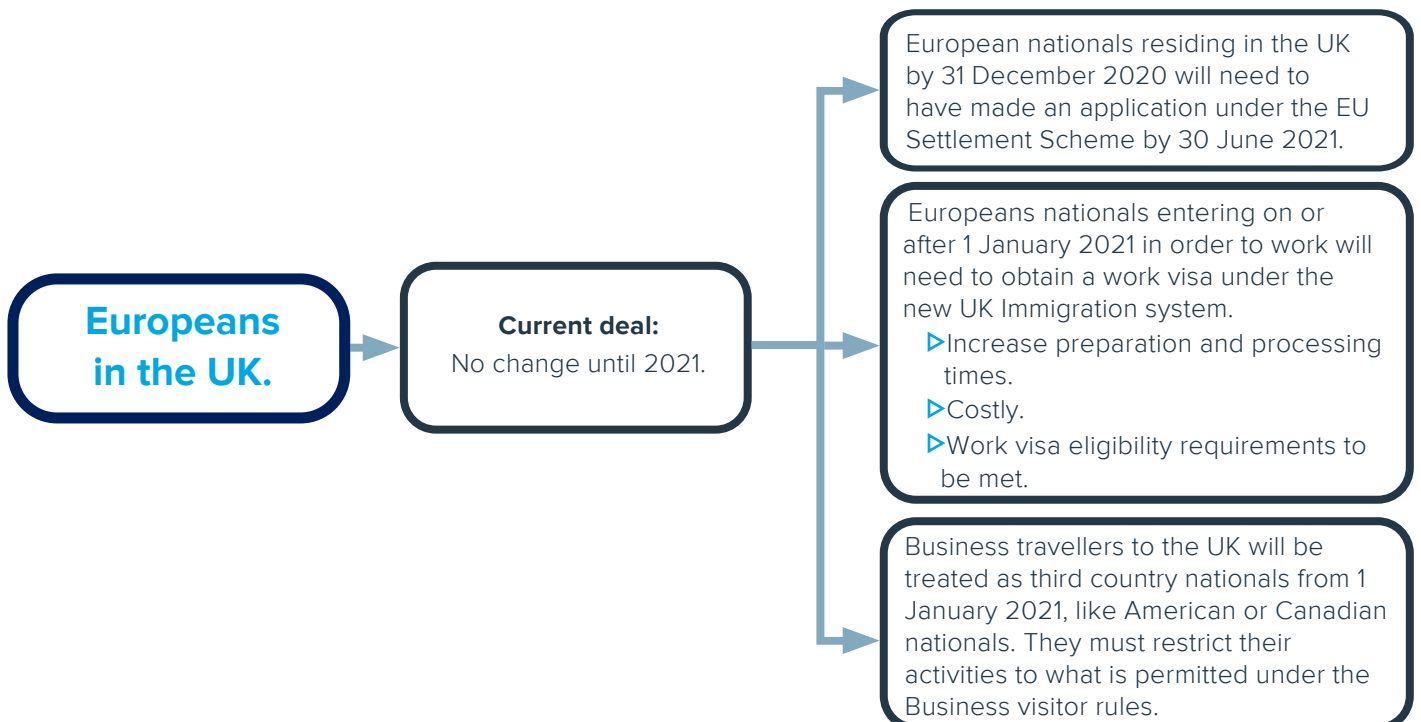 Europeans
in the UK.
Current deal:
No change until 2021.
European nationals residing in the UK
by 31 December 2020 will need to
have made an application under the EU
Settlement Scheme by 30 June 2021.
Europeans nationals entering on or
after 1 January 2021 in order to work will
need to obtain a work visa under the
new UK Immigration system.
Increase preparation and processing
times.
Costly.
Work visa eligibility requirements to
be met.
Business travellers to the UK will be
treated as third country nationals from 1
January 2021, like American or Canadian
nationals. They must restrict their
activities to what is permitted under the
Business visitor rules.